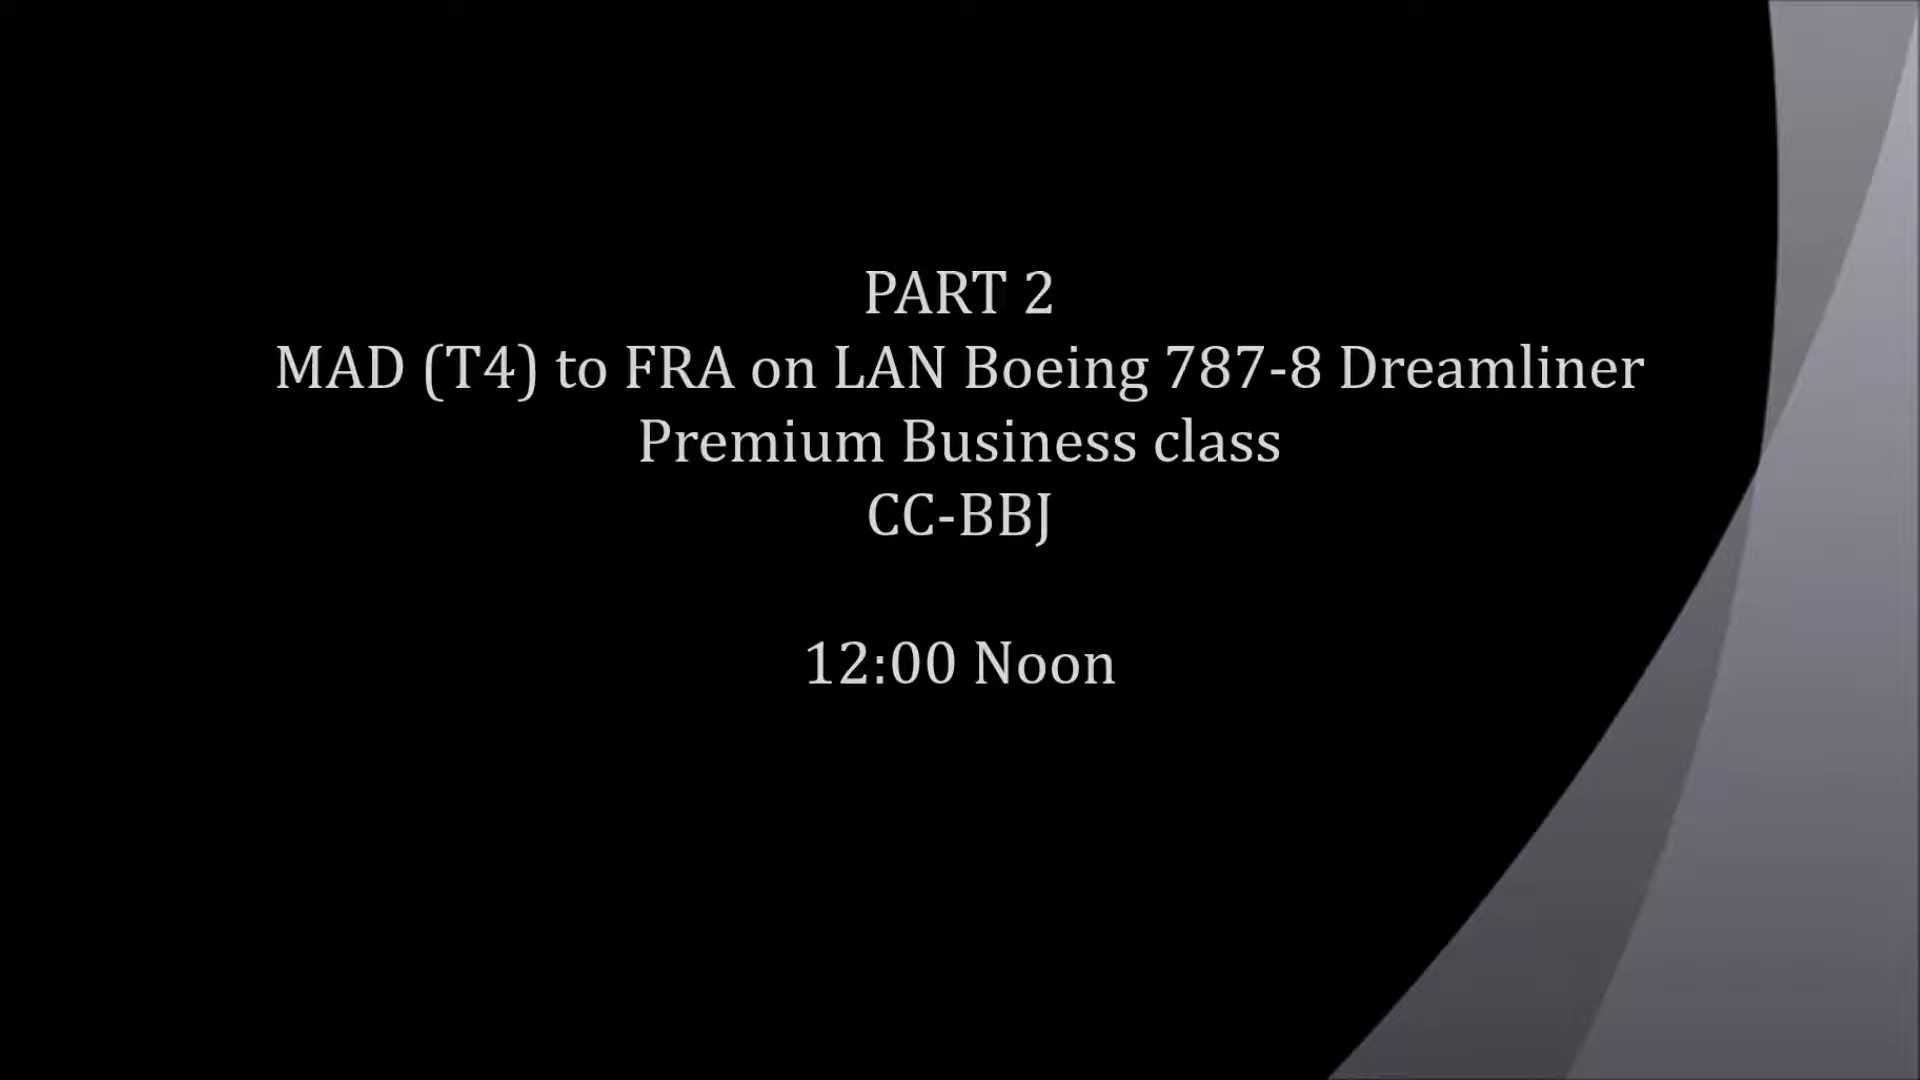 PART 2
MAD (T4) to FRA on LAN Boeing 787-8 Dreamliner
Premium Business class
CC-BBJ
12:00 Noon